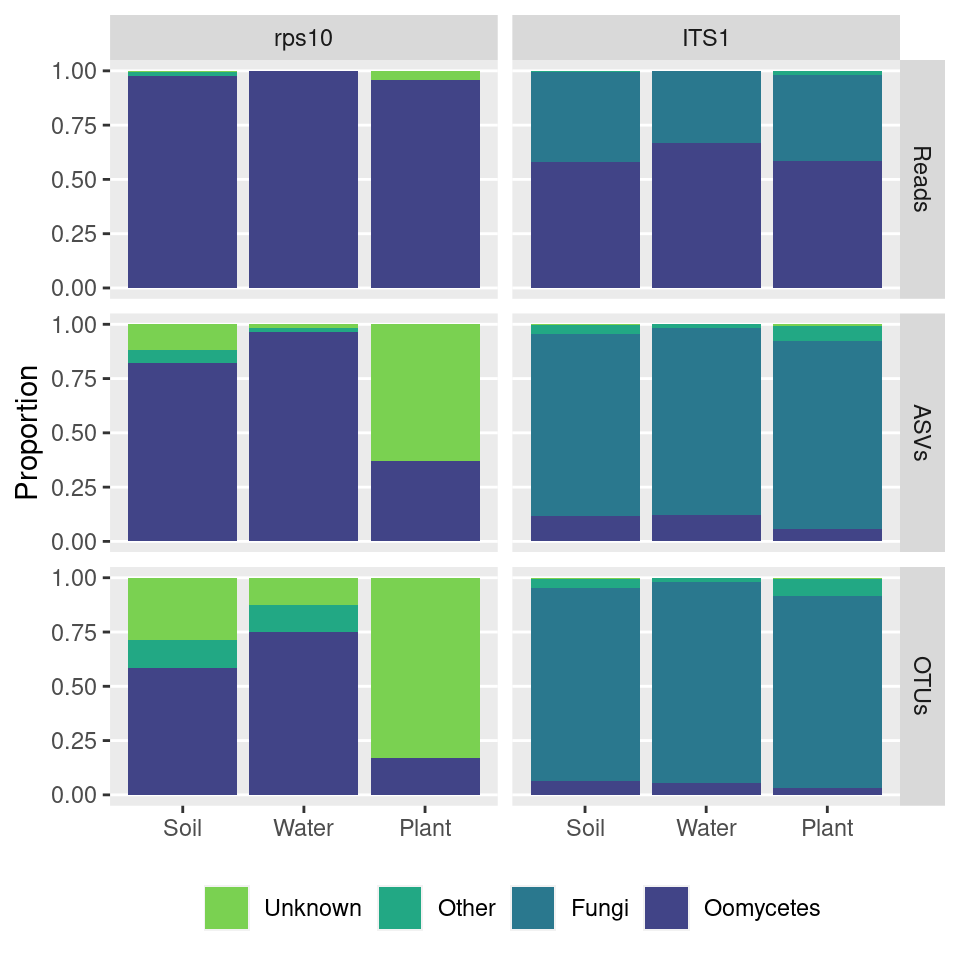 rps10 ITS1
1.00
0.75
0.50
0.25
0.00
Reads
1.00
0.75
0.50
0.25
0.00
ASVs
Proportion
1.00
0.75
0.50
0.25
0.00
OTUs
Soil Water Plant Soil Water Plant
Unknown Other Fungi Oomycetes